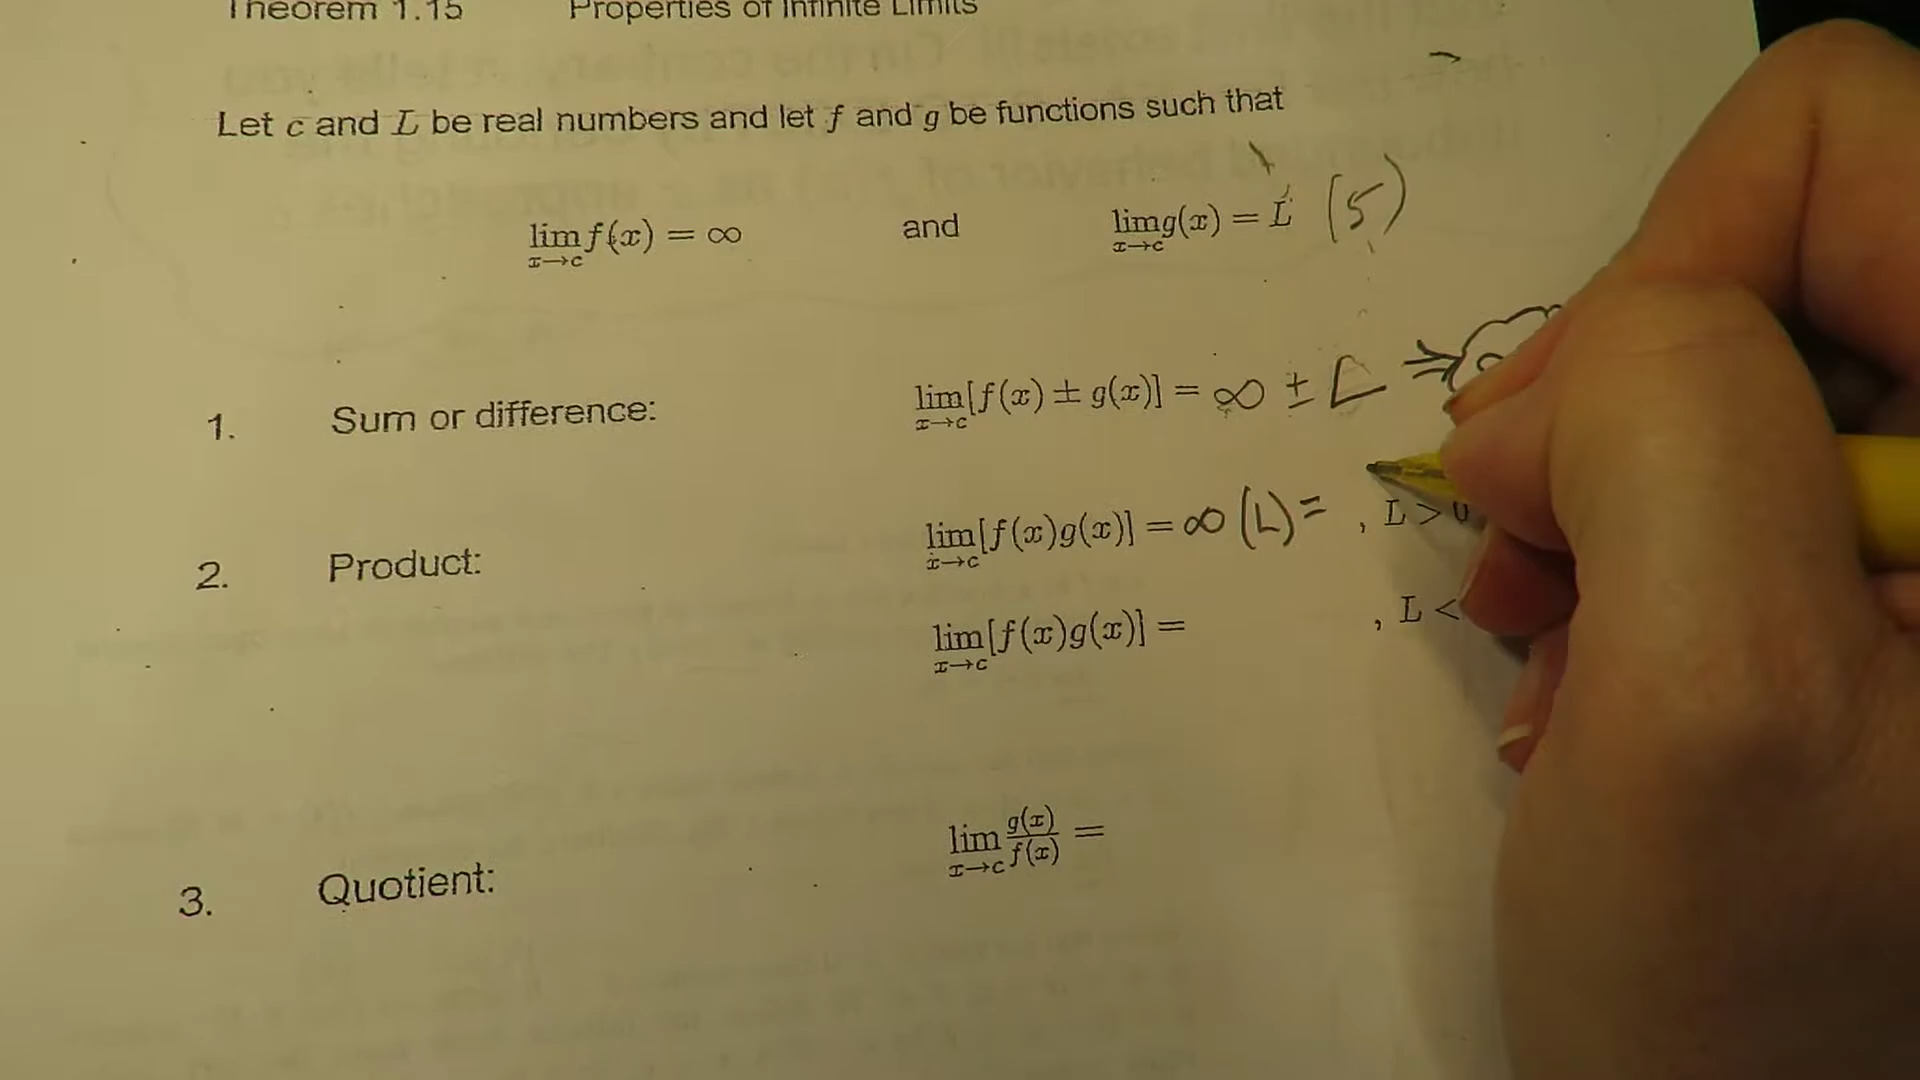 Theorem 1.15 Properties of Infinite Limits
Let c and L be real numbers and let f and g be functions such that
lim x→c f(x) = ∞ and lim x→c g(x) = L (5)
1. Sum or difference: lim x→c [f(x) ± g(x)] = ∞ ± L ⇒
2. Product: lim x→c [f(x)g(x)] = ∞ (L) = , L > 0
lim x→c [f(x)g(x)] = , L <
3. Quotient: lim x→c g(x)/f(x) =